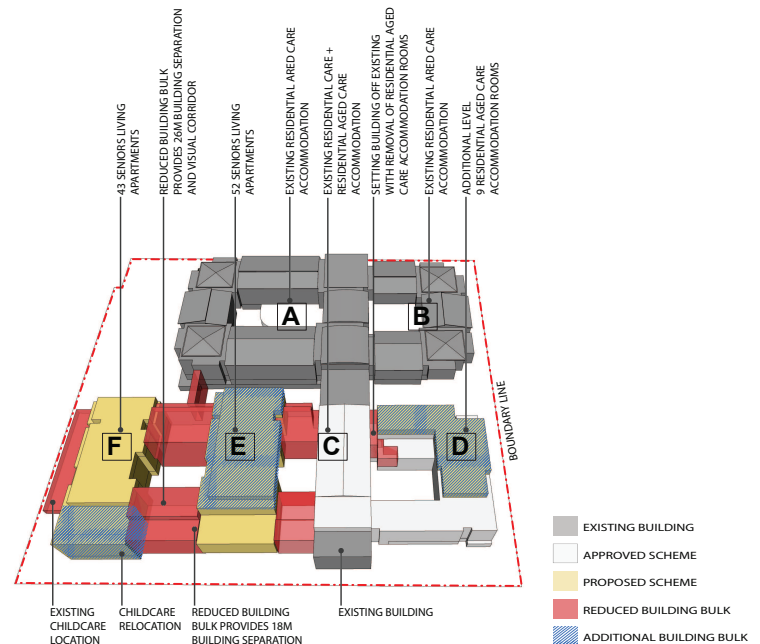 43 SENIORS LIVING
APARTMENTS
REDUCED BUILDING BULK
PROVIDES 26M BUILDING SEPARATION
AND VISUAL CORRIDOR
52 SENIORS LIVING
APARTMENTS
EXISTING RESIDENTIAL ARED CARE
ACCOMMODATION
EXISTING RESIDENTIAL CARE +
RESIDENTIAL AGED CARE
ACCOMMODATION
SETTING BUILDING OFF EXISTING
WITH REMOVAL OF RESIDENTIAL AGED
CARE ACCOMMODATION ROOMS
EXISTING RESIDENTIAL ARED CARE
ACCOMMODATION
ADDITIONAL LEVEL
9 RESIDENTIAL AGED CARE
ACCOMMODATION ROOMS
A
B
F
E
C
D
BOUNDARY LINE
EXISTING
CHILDCARE
LOCATION
CHILDCARE
RELOCATION
REDUCED BUILDING
BULK PROVIDES 18M
BUILDING SEPARATION
EXISTING BUILDING
EXISTING BUILDING
APPROVED SCHEME
PROPOSED SCHEME
REDUCED BUILDING BULK
ADDITIONAL BUILDING BULK